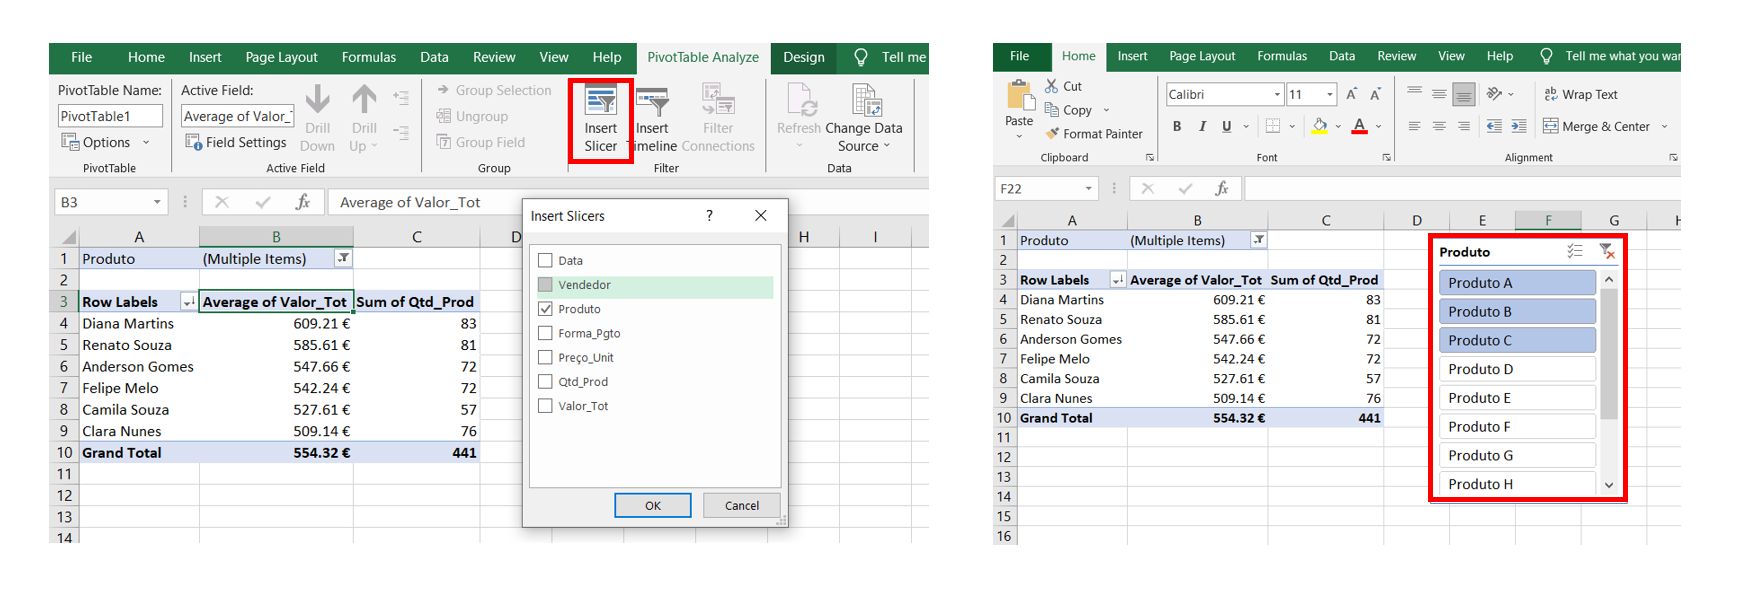 File Home Insert Page Layout Formulas Data Review View Help PivotTable Analyze Design Tell me
PivotTable Name:
PivotTable1
Options
PivotTable
Active Field:
Average of Valor_T
Field Settings
Drill Down
Drill Up
Active Field
Group Selection
Ungroup
Group Field
Group
Insert Slicer
Insert Timeline
Filter Connections
Filter
Refresh
Change Data Source
Data
B3 fx Average of Valor_Tot
A B C D H I
1 Produto (Multiple Items)
2
3 Row Labels Average of Valor_Tot Sum of Qtd_Prod
4 Diana Martins 609.21 € 83
5 Renato Souza 585.61 € 81
6 Anderson Gomes 547.66 € 72
7 Felipe Melo 542.24 € 72
8 Camila Souza 527.61 € 57
9 Clara Nunes 509.14 € 76
10 Grand Total 554.32 € 441
11
12
13
14
Insert Slicers ?
Data
Vendedor
Produto
Forma_Pgto
Preço_Unit
Qtd_Prod
Valor_Tot
OK Cancel
File Home Insert Page Layout Formulas Data Review View Help Tell me what you wan
Paste
Cut
Copy
Format Painter
Clipboard
Calibri 11 A A
B I U A
Font
ab Wrap Text
Merge & Center
Alignment
F22 fx
A B C D E F G H
1 Produto (Multiple Items)
2
3 Row Labels Average of Valor_Tot Sum of Qtd_Prod
4 Diana Martins 609.21 € 83
5 Renato Souza 585.61 € 81
6 Anderson Gomes 547.66 € 72
7 Felipe Melo 542.24 € 72
8 Camila Souza 527.61 € 57
9 Clara Nunes 509.14 € 76
10 Grand Total 554.32 € 441
11
12
13
14
15
16
Produto
Produto A
Produto B
Produto C
Produto D
Produto E
Produto F
Produto G
Produto H